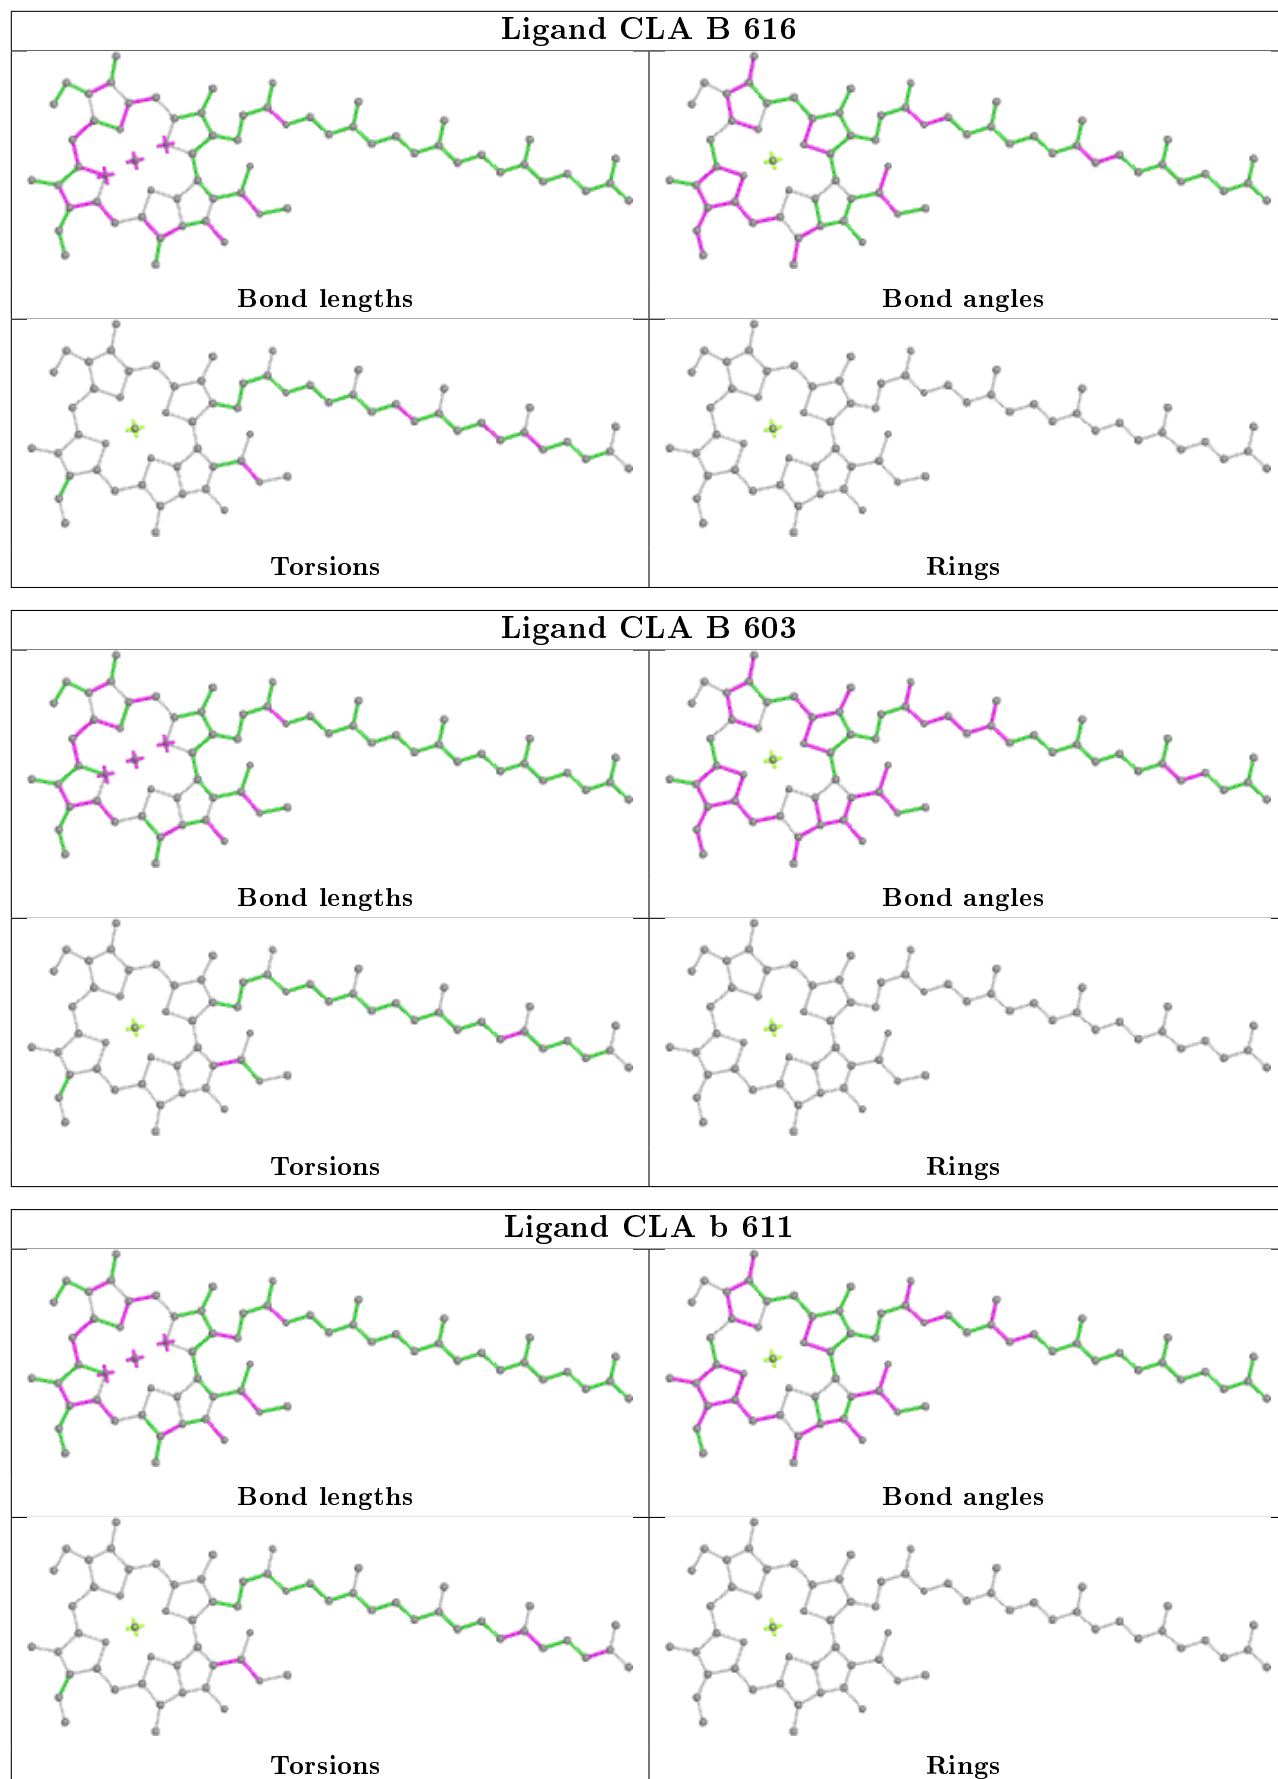 Ligand CLA B 616
Bond lengths
Bond angles
Torsions
Rings
Ligand CLA B 603
Bond lengths
Bond angles
Torsions
Rings
Ligand CLA b 611
Bond lengths
Bond angles
Torsions
Rings